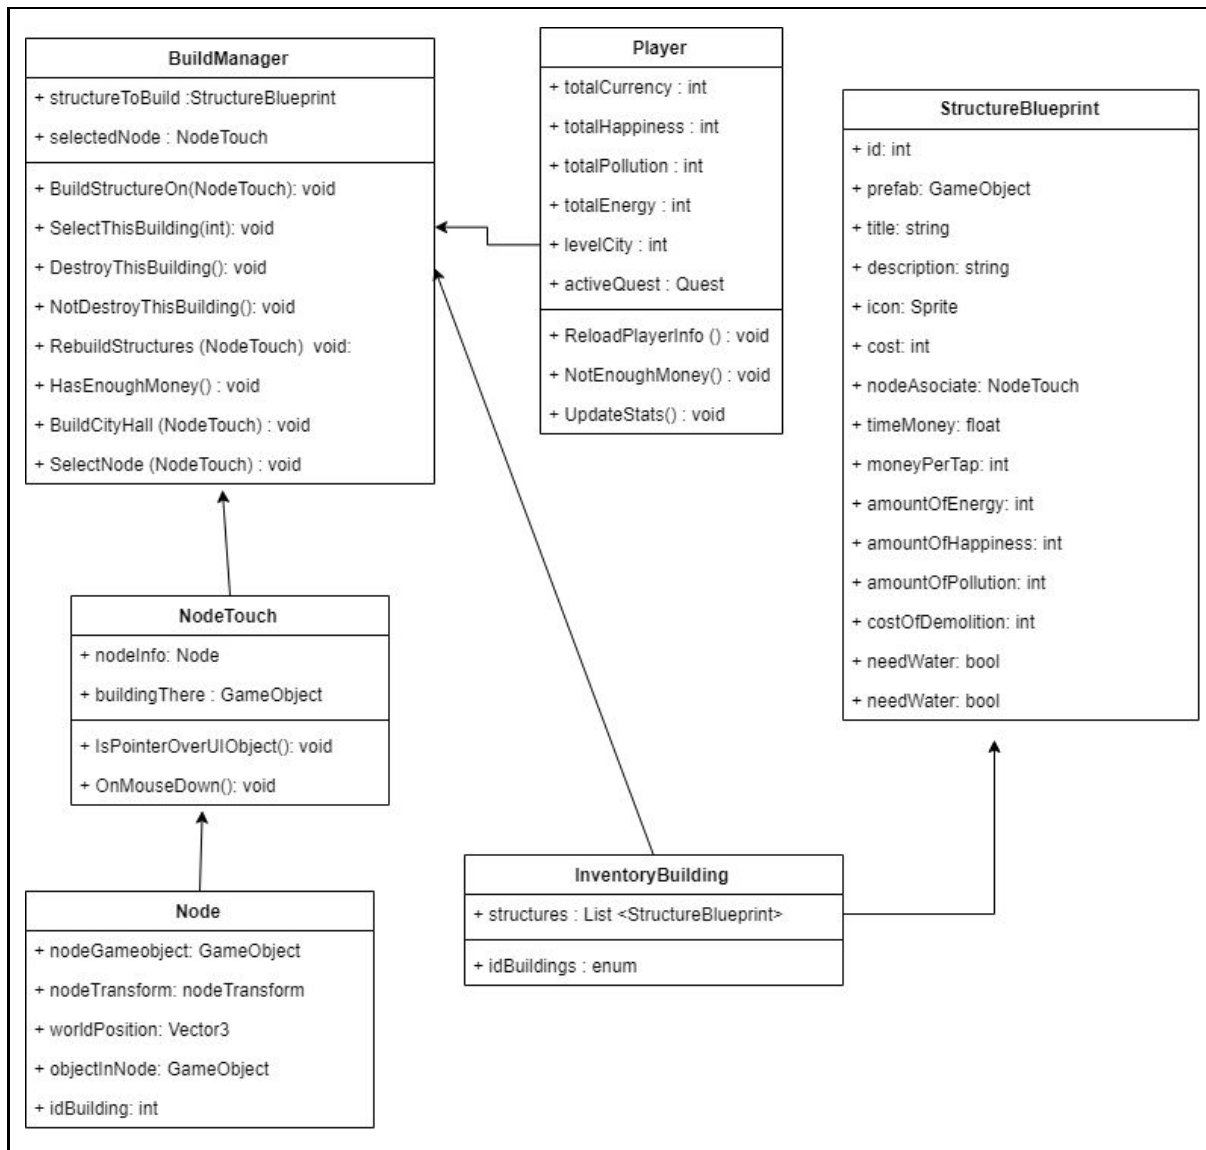 BuildManager
+ structureToBuild :StructureBlueprint
+ selectedNode : NodeTouch
+ BuildStructureOn(NodeTouch): void
+ SelectThisBuilding(int): void
+ DestroyThisBuilding(): void
+ NotDestroyThisBuilding(): void
+ RebuildStructures (NodeTouch)  void:
+ HasEnoughMoney() : void
+ BuildCityHall (NodeTouch) : void
+ SelectNode (NodeTouch) : void
Player
+ totalCurrency : int
+ totalHappiness : int
+ totalPollution : int
+ totalEnergy : int
+ levelCity : int
+ activeQuest : Quest
+ ReloadPlayerInfo () : void
+ NotEnoughMoney() : void
+ UpdateStats() : void
StructureBlueprint
+ id: int
+ prefab: GameObject
+ title: string
+ description: string
+ icon: Sprite
+ cost: int
+ nodeAsociate: NodeTouch
+ timeMoney: float
+ moneyPerTap: int
+ amountOfEnergy: int
+ amountOfHappiness: int
+ amountOfPollution: int
+ costOfDemolition: int
+ needWater: bool
+ needWater: bool
NodeTouch
+ nodeInfo: Node
+ buildingThere : GameObject
+ IsPointerOverUIObject(): void
+ OnMouseDown(): void
Node
+ nodeGameobject: GameObject
+ nodeTransform: nodeTransform
+ worldPosition: Vector3
+ objectInNode: GameObject
+ idBuilding: int
InventoryBuilding
+ structures : List <StructureBlueprint>
+ idBuildings : enum